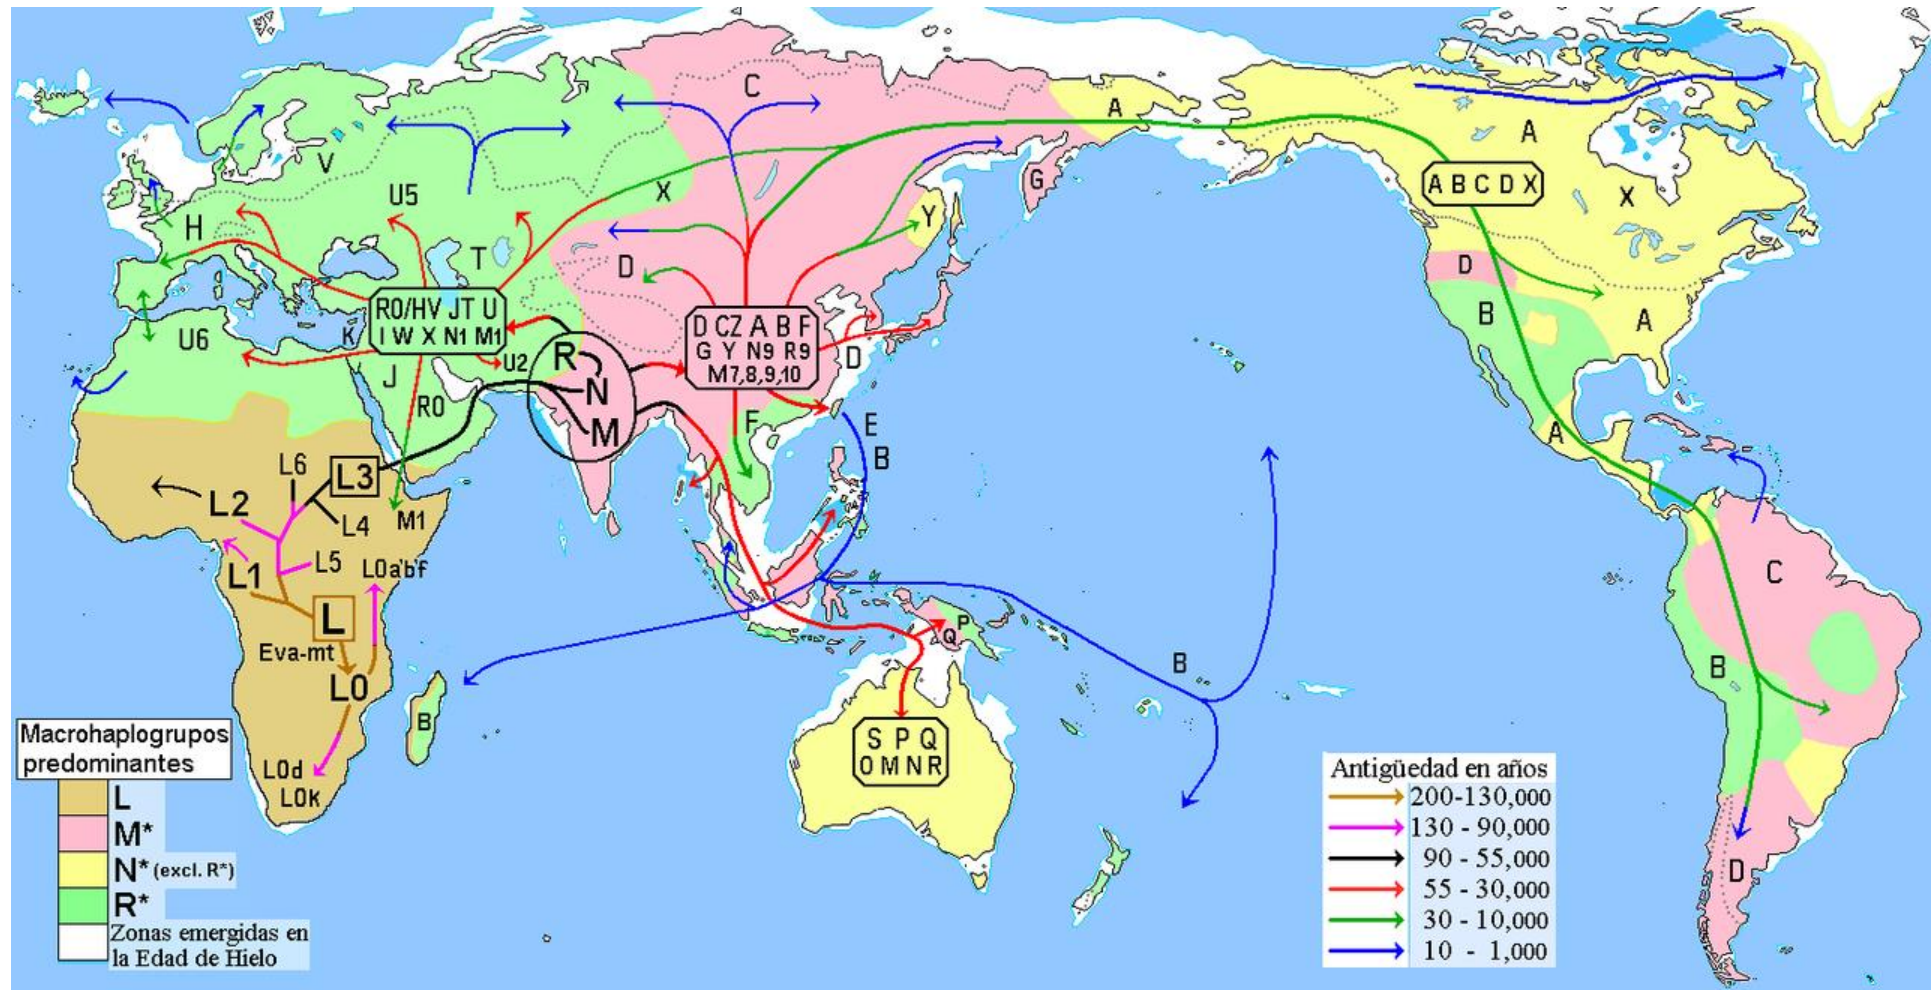 C
A
A
V
G
A B C D X
X
U5
X
Y
H
T
D
D
R0/HV JT U
I W X N1 M1
D CZ A B F
G Y N9 R9
M7,8,9,10
B
A
K
U6
U2
R
D
J
N
R0
M
F
E
B
A
L6
L3
L2
L4
M1
L5
L1
L0a'b'f
C
L
P
Q
Eva-mt
B
B
L0
B
Macrohaplogrupos
predominantes
S P Q
O M N R
L0d
L0k
L
M*
N* (excl. R*)
R*
Zonas emergidas en
la Edad de Hielo
Antigüedad en años
200-130,000
130 - 90,000
90 - 55,000
55 - 30,000
30 - 10,000
10 - 1,000
D